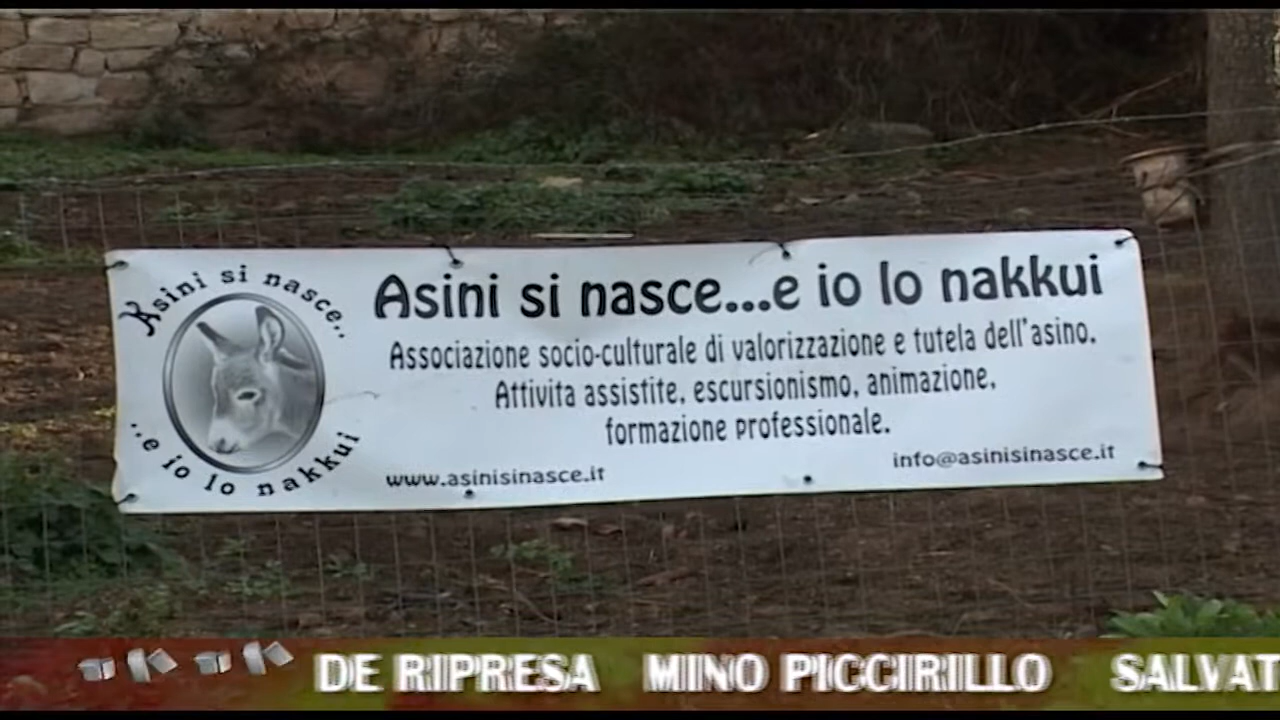 Asini si nasce..
..e io lo nakkui
Asini si nasce...e io lo nakkui
Associazione socio-culturale di valorizzazione e tutela dell'asino.
Attivita assistite, escursionismo, animazione,
formazione professionale.
www.asinisinasce.it
info@asinisinasce.it
DE RIPRESA MINO PICCIRILLO SALVAT